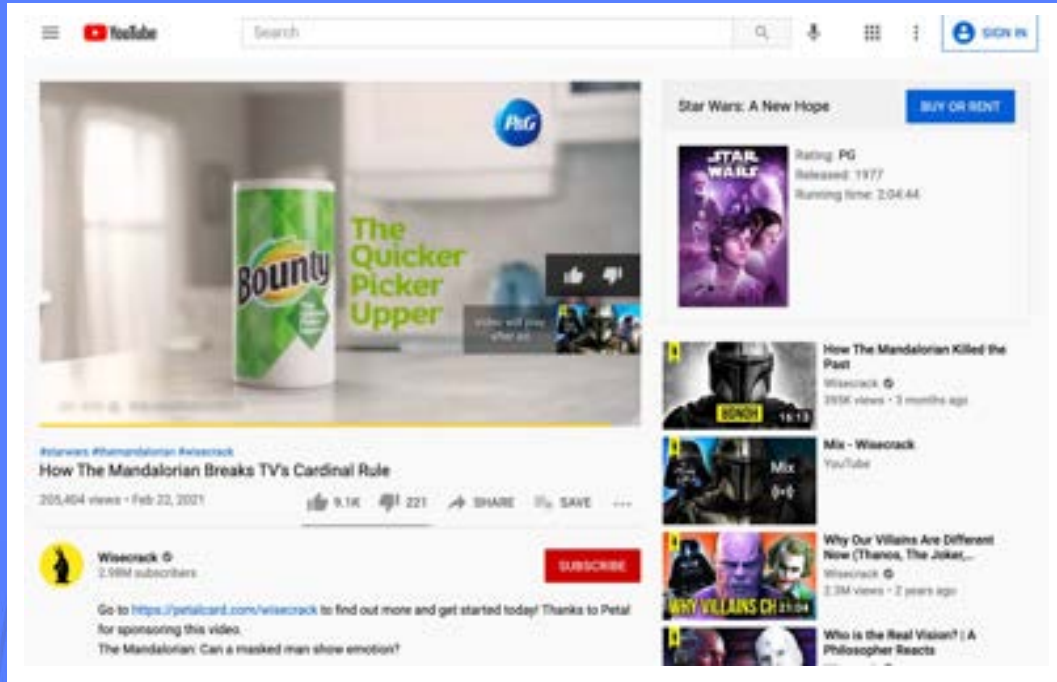 YouTube
Search
SIGN IN
P&G
Bounty
The
Quicker
Picker
Upper
Video will play
after ad
#starwars #themandalorian #wisecrack
How The Mandalorian Breaks TV's Cardinal Rule
205,404 views • Feb 22, 2021
9.1K
221
SHARE
SAVE
Wisecrack
2.98M subscribers
SUBSCRIBE
Go to https://petalcard.com/wisecrack to find out more and get started today! Thanks to Petal
for sponsoring this video.
The Mandalorian: Can a masked man show emotion?
Star Wars: A New Hope
BUY OR RENT
STAR
WARS
Rating: PG
Released: 1977
Running time: 2:04:44
16:13
How The Mandalorian Killed the
Past
Wisecrack
395K views • 3 months ago
Mix
Mix - Wisecrack
YouTube
WHY VILLAINS CH
21:04
Why Our Villains Are Different
Now (Thanos, The Joker,...
Wisecrack
2.3M views • 2 years ago
Who is the Real Vision? | A
Philosopher Reacts